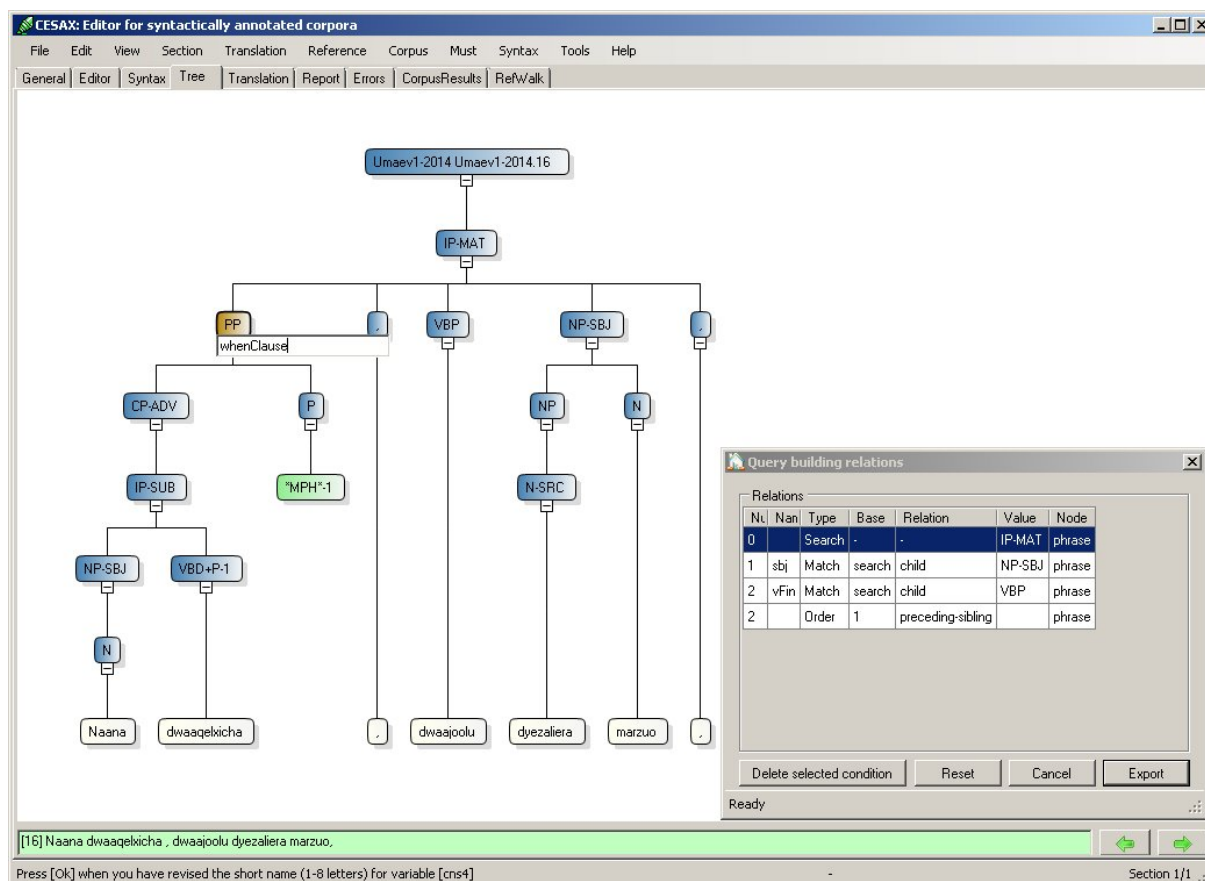 CESAX: Editor for syntactically annotated corpora
File Edit View Section Translation Reference Corpus Must Syntax Tools Help
General Editor Syntax Tree Translation Report Errors CorpusResults RefWalk
Umaev1-2014 Umaev1-2014.16
IP-MAT
PP , VBP NP-SBJ ,
whenClause
CP-ADV P NP N
IP-SUB *MPH*-1 N-SRC
NP-SBJ VBD+P-1
N
Naana dwaaqelxicha , dwaajoolu dyezaliera marzuo ,
Query building relations
Relations
Nu Nan Type Base Relation Value Node
0 Search - - IP-MAT phrase
1 sbj Match search child NP-SBJ phrase
2 vFin Match search child VBP phrase
2 Order 1 preceding-sibling phrase
Delete selected condition Reset Cancel Export
Ready
[16] Naana dwaaqelxicha , dwaajoolu dyezaliera marzuo,
Press [Ok] when you have revised the short name (1-8 letters) for variable [cns4] - Section 1/1